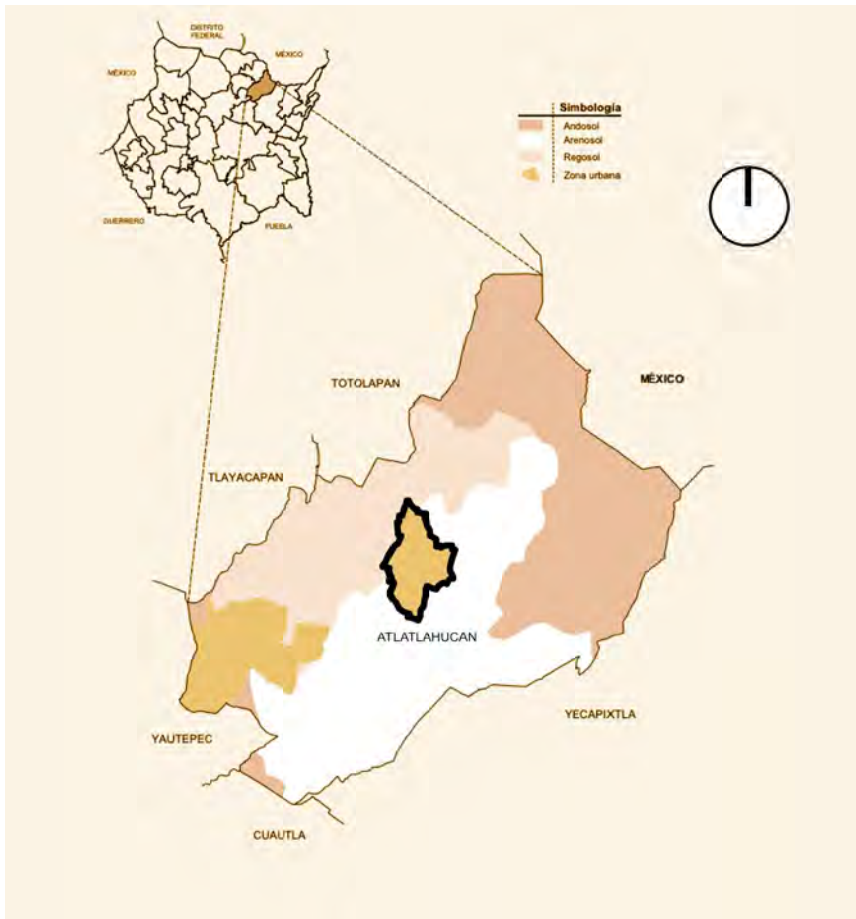 DISTRITO
FEDERAL
MÉXICO
MÉXICO
GUERRERO
PUEBLA
Simbología
Andosol
Arenosol
Regosol
Zona urbana
TOTOLAPAN
MÉXICO
TLAYACAPAN
ATLATLAHUCAN
YECAPIXTLA
YAUTEPEC
CUAUTLA